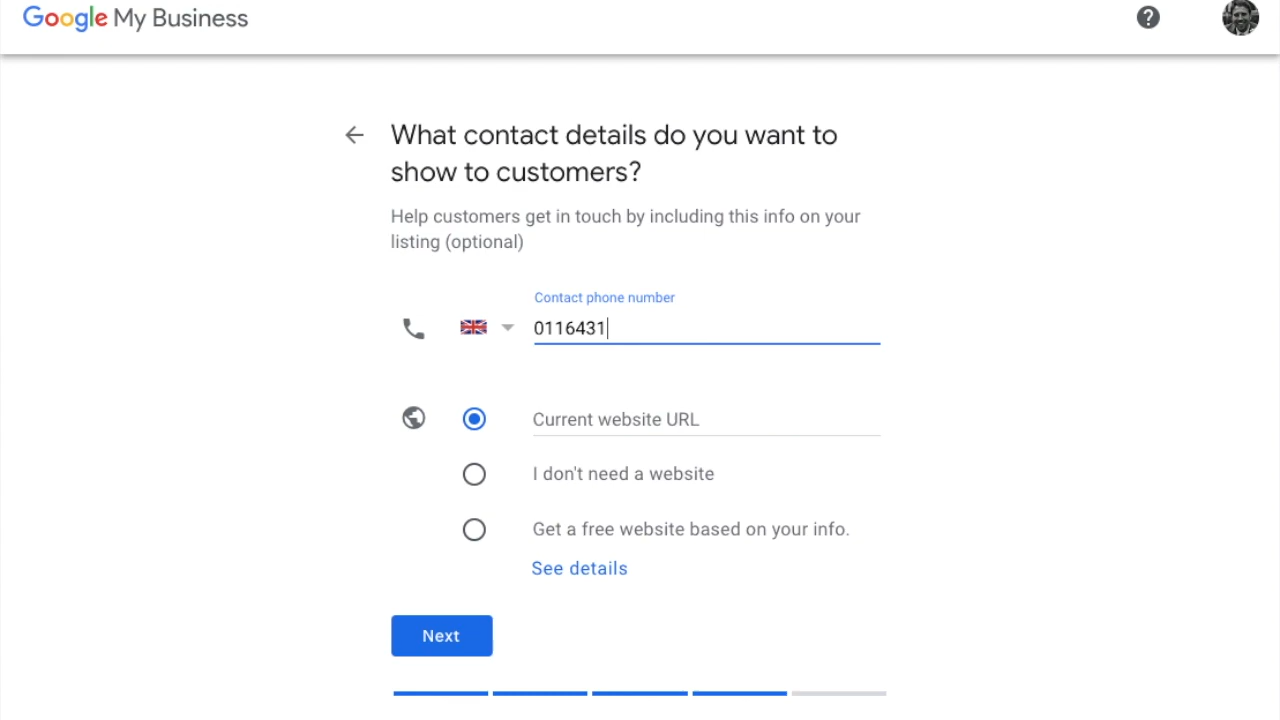 Google My Business
?
What contact details do you want to
show to customers?
Help customers get in touch by including this info on your
listing (optional)
Contact phone number
0116431
Current website URL
I don't need a website
Get a free website based on your info.
See details
Next